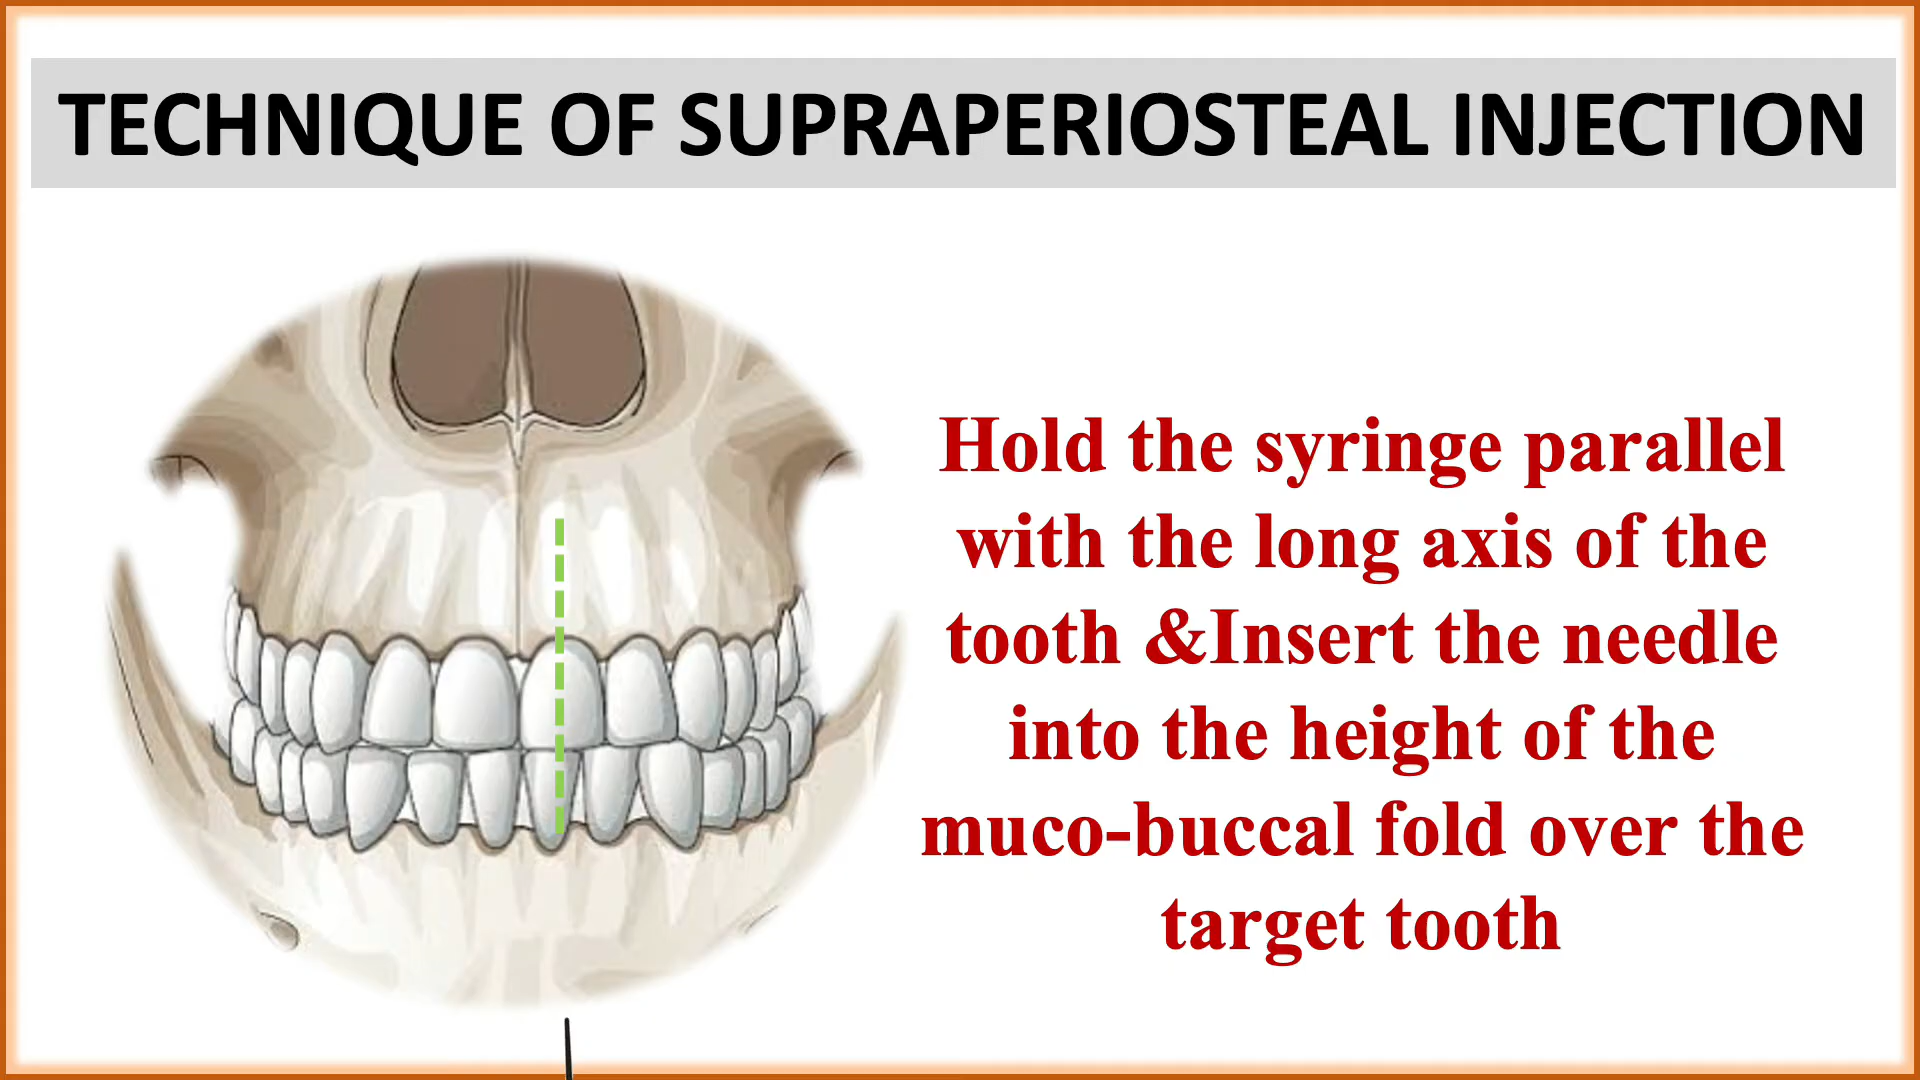 TECHNIQUE OF SUPRAPERIOSTEAL INJECTION
Hold the syringe parallel
with the long axis of the
tooth &Insert the needle
into the height of the
muco-buccal fold over the
target tooth